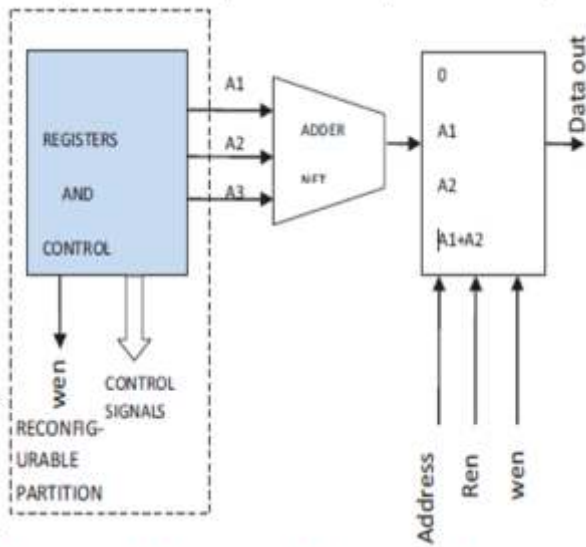 REGISTERS
AND
CONTROL
A1
A2
A3
ADDER
NET
0
A1
A2
A1+A2
Data out
wen
CONTROL
SIGNALS
RECONFIG-
URABLE
PARTITION
Address
Ren
wen